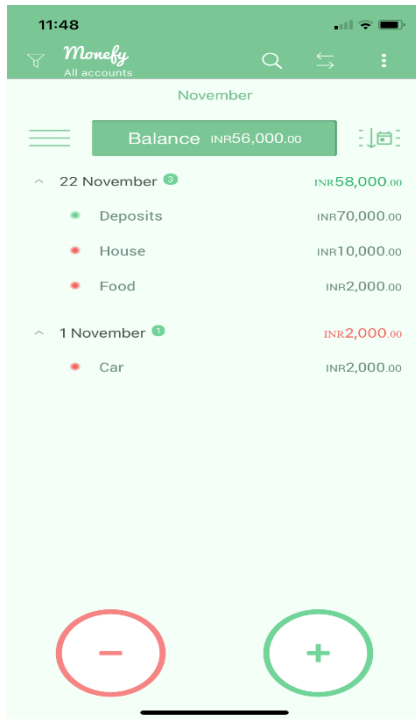 11:48
Monefy
All accounts
November
Balance INR56,000.00
22 November 3 INR58,000.00
Deposits INR70,000.00
House INR10,000.00
Food INR2,000.00
1 November 1 INR2,000.00
Car INR2,000.00